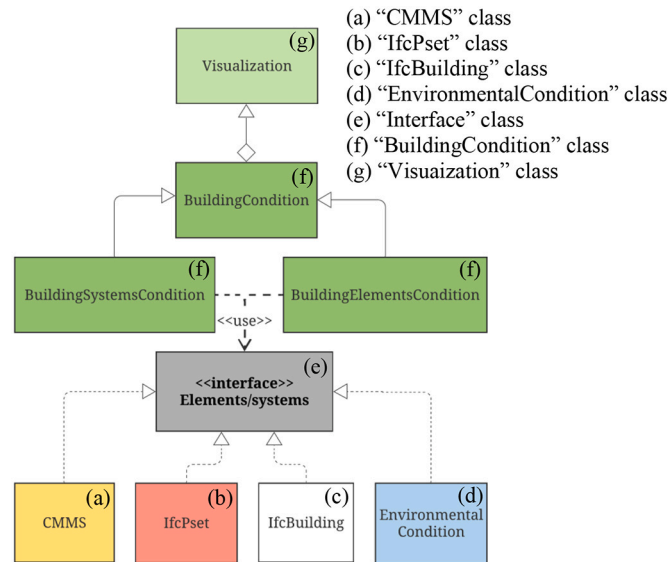 (a) “CMMS” class
(b) “IfcPset” class
(c) “IfcBuilding” class
(d) “EnvironmentalCondition” class
(e) “Interface” class
(f) “BuildingCondition” class
(g) “Visuaization” class
(g)
Visualization
(f)
BuildingCondition
(f)
BuildingSystemsCondition
(f)
BuildingElementsCondition
<<use>>
(e)
<<interface>>
Elements/systems
(a)
CMMS
(b)
IfcPset
(c)
IfcBuilding
(d)
Environmental
Condition